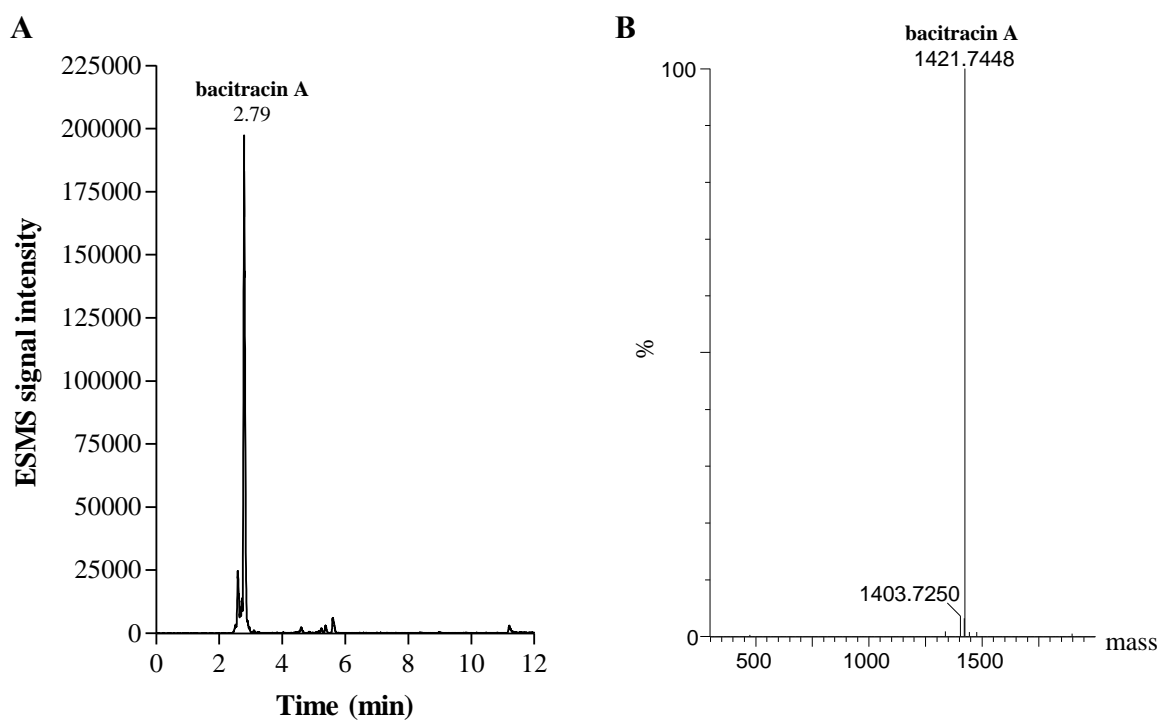 A
225000
200000
175000
150000
125000
100000
75000
50000
25000
0
ESMS signal intensity
bacitracin A
2.79
0 2 4 6 8 10 12
Time (min)
B
bacitracin A
1421.7448
100
%
0
1403.7250
500 1000 1500
mass